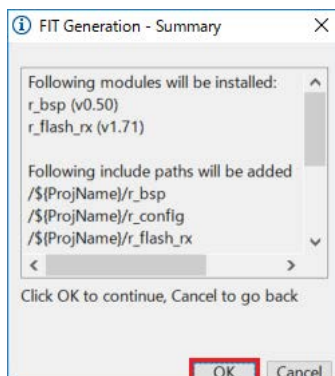 FIT Generation - Summary
Following modules will be installed:
r_bsp (v0.50)
r_flash_rx (v1.71)
Following include paths will be added
/${ProjName}/r_bsp
/${ProjName}/r_config
/${ProjName}/r_flash_rx
Click OK to continue, Cancel to go back
OK Cancel